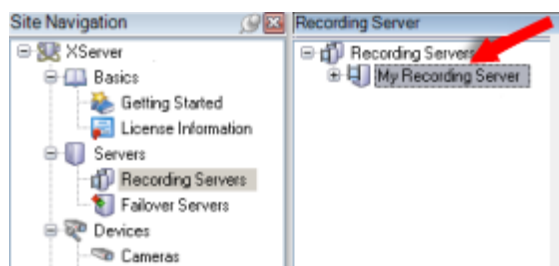 Site Navigation
XServer
Basics
Getting Started
License Information
Servers
Recording Servers
Failover Servers
Devices
Cameras
Recording Server
Recording Servers
My Recording Server